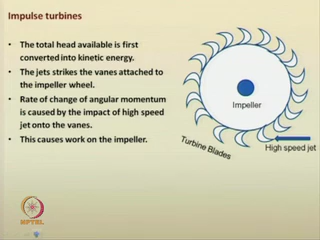 Impulse turbines
• The total head available is first
converted into kinetic energy.
• The jets strikes the vanes attached to
the impeller wheel.
• Rate of change of angular momentum
is caused by the impact of high speed
jet onto the vanes.
• This causes work on the impeller.
Impeller
Turbine Blades
High speed jet
NPTEL